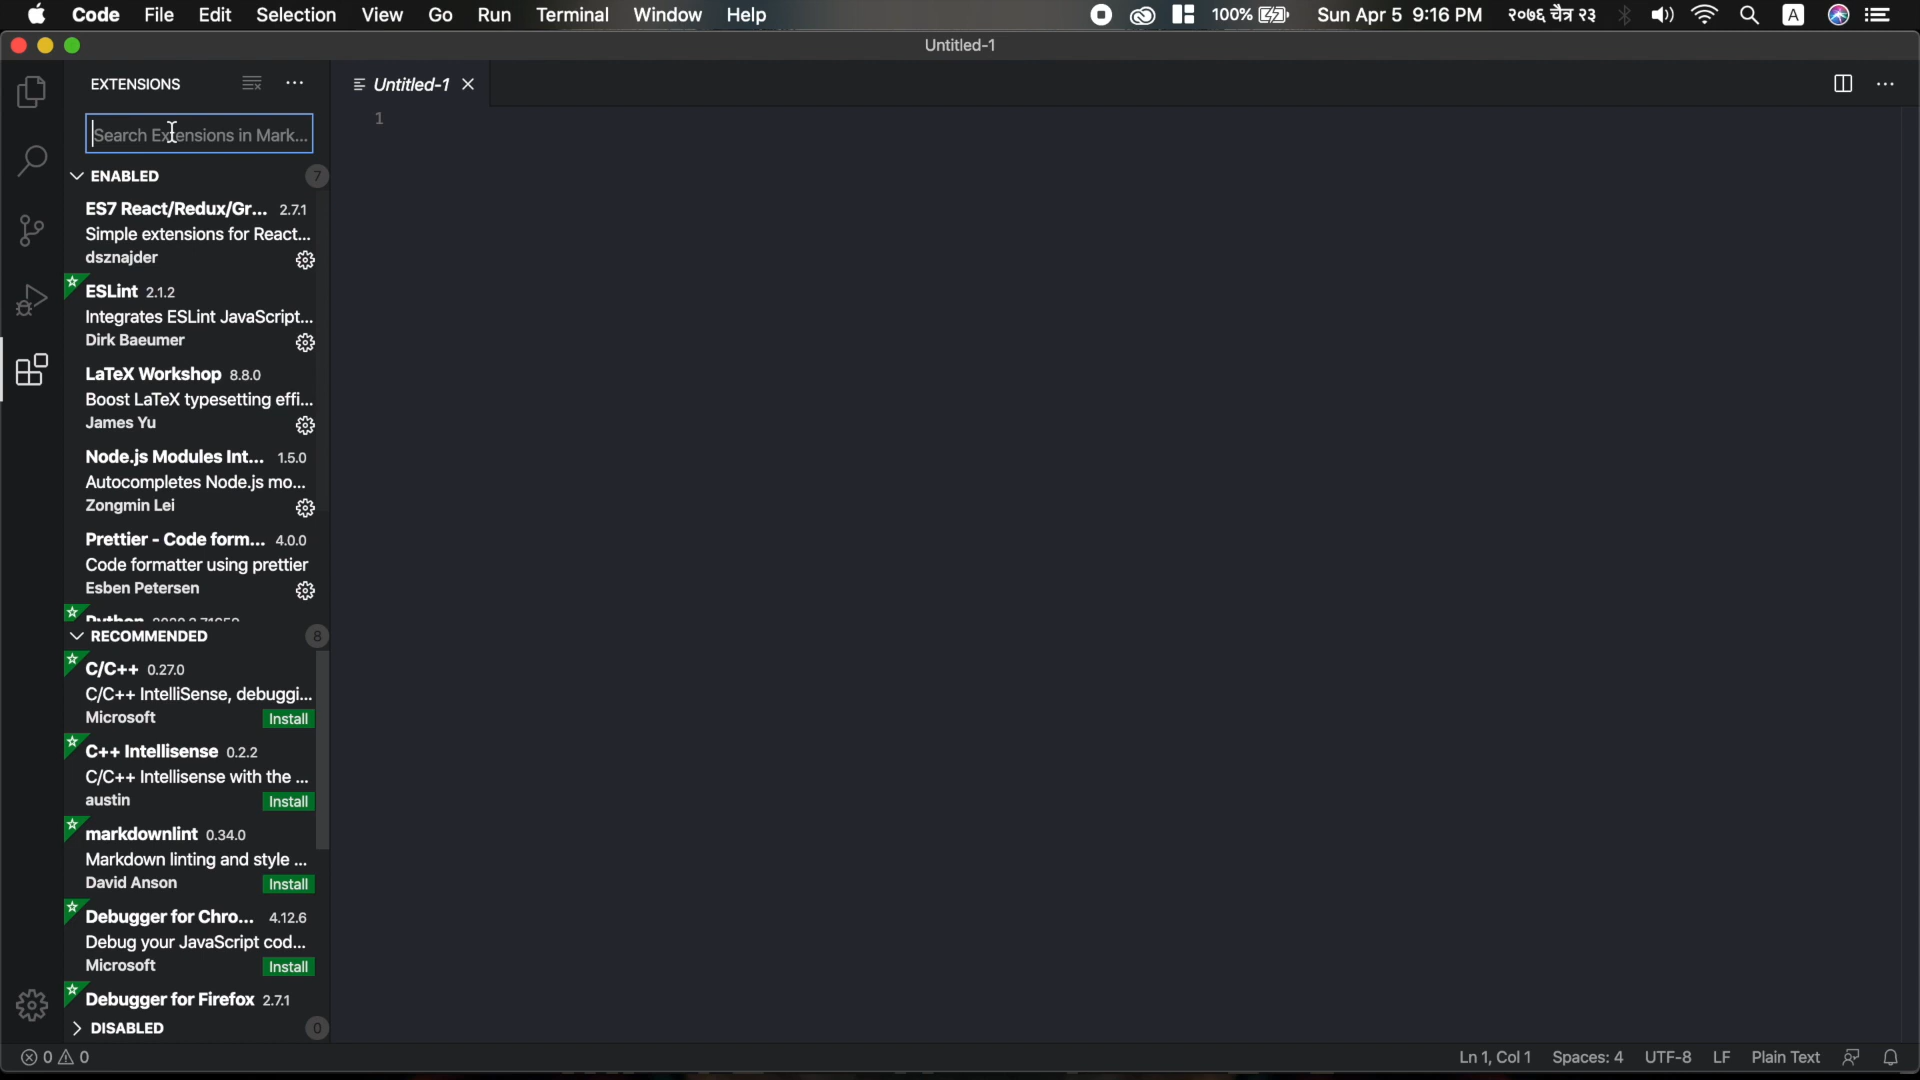 Code File Edit Selection View Go Run Terminal Window Help 100% Sun Apr 5 9:16 PM २०७६ चैत्र २३ A
Untitled-1
EXTENSIONS
Untitled-1
Search Extensions in Mark...
1
ENABLED 7
ES7 React/Redux/Gr... 2.7.1
Simple extensions for React...
dsznajder
ESLint 2.1.2
Integrates ESLint JavaScript...
Dirk Baeumer
LaTeX Workshop 8.8.0
Boost LaTeX typesetting effi...
James Yu
Node.js Modules Int... 1.5.0
Autocompletes Node.js mo...
Zongmin Lei
Prettier - Code form... 4.0.0
Code formatter using prettier
Esben Petersen
Python
RECOMMENDED 8
C/C++ 0.27.0
C/C++ IntelliSense, debuggi...
Microsoft Install
C++ Intellisense 0.2.2
C/C++ Intellisense with the ...
austin Install
markdownlint 0.34.0
Markdown linting and style ...
David Anson Install
Debugger for Chro... 4.12.6
Debug your JavaScript cod...
Microsoft Install
Debugger for Firefox 2.7.1
DISABLED 0
0 0 Ln 1, Col 1 Spaces: 4 UTF-8 LF Plain Text